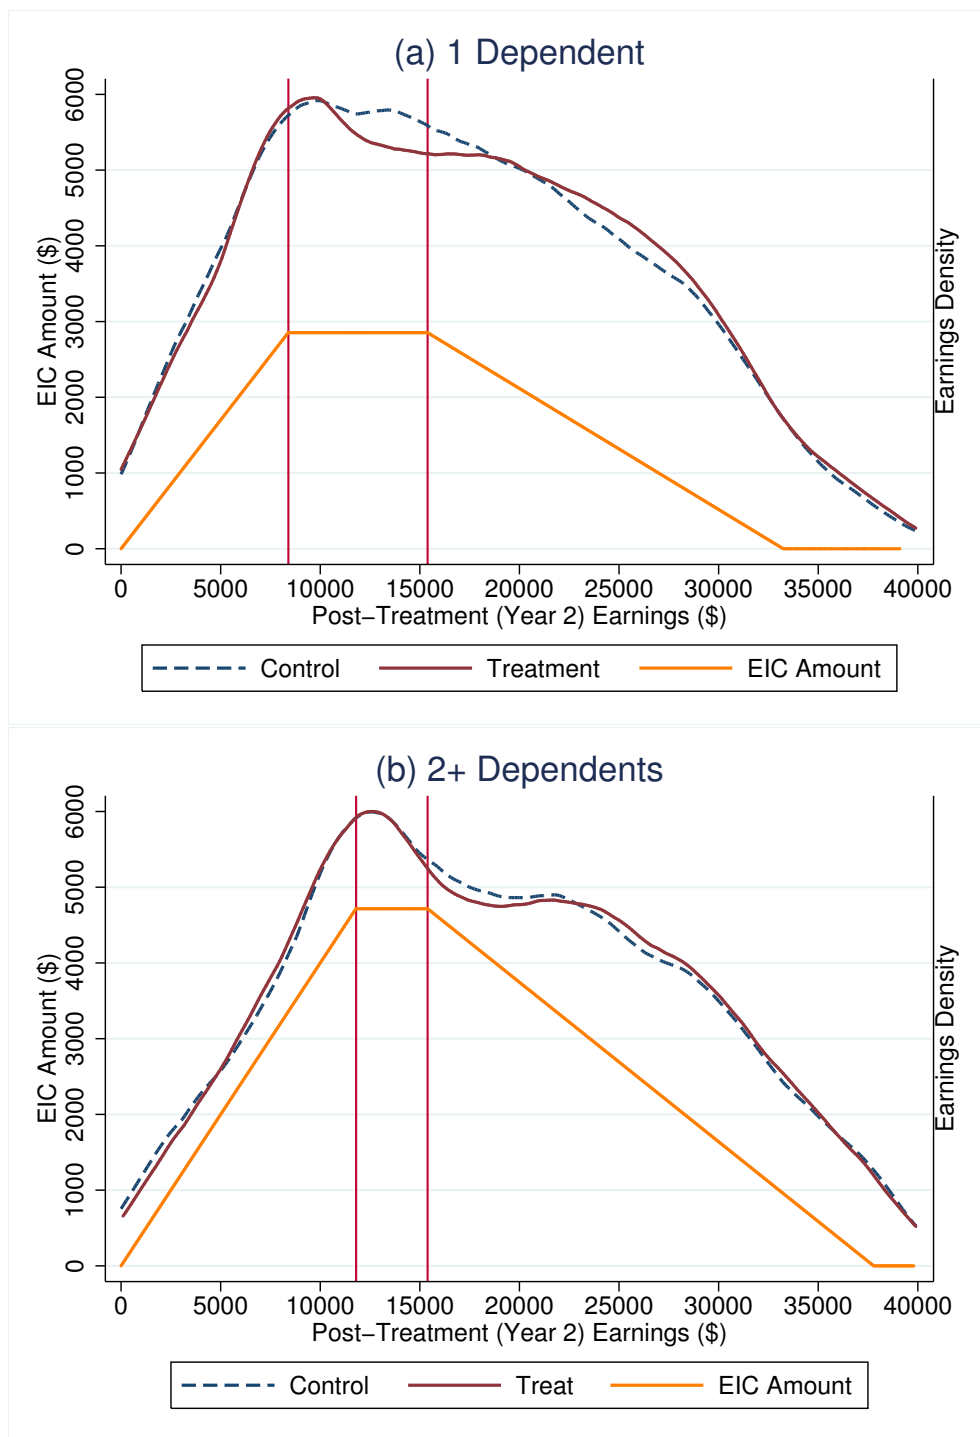 (a) 1 Dependent
EIC Amount ($)
6000
5000
4000
3000
2000
1000
0
Earnings Density
0 5000 10000 15000 20000 25000 30000 35000 40000
Post−Treatment (Year 2) Earnings ($)
Control Treatment EIC Amount
(b) 2+ Dependents
EIC Amount ($)
6000
5000
4000
3000
2000
1000
0
Earnings Density
0 5000 10000 15000 20000 25000 30000 35000 40000
Post−Treatment (Year 2) Earnings ($)
Control Treat EIC Amount